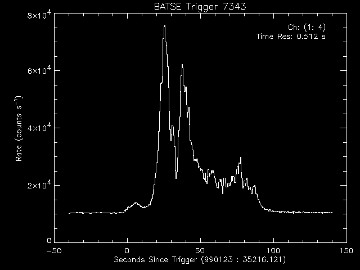 BATSE Trigger 7343
Ch: (1: 4)
Time Res: 0.512 s
8×10⁴
6×10⁴
4×10⁴
2×10⁴
0
Rate (counts s⁻¹)
-50 0 50 100 150
Seconds Since Trigger (990123 : 35216.121)